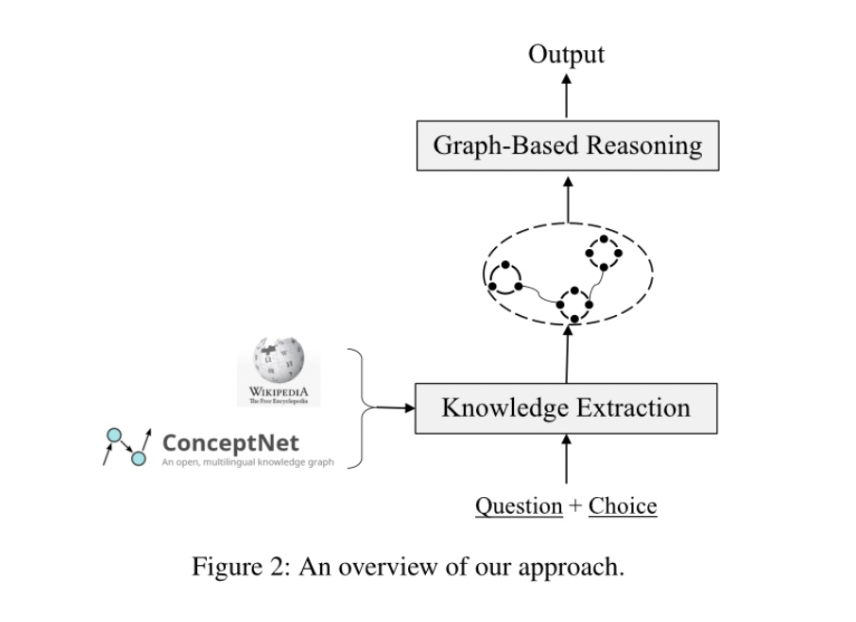 Output
Graph-Based Reasoning
WIKIPEDIA
The Free Encyclopedia
ConceptNet
An open, multilingual knowledge graph
Knowledge Extraction
Question + Choice
Figure 2: An overview of our approach.